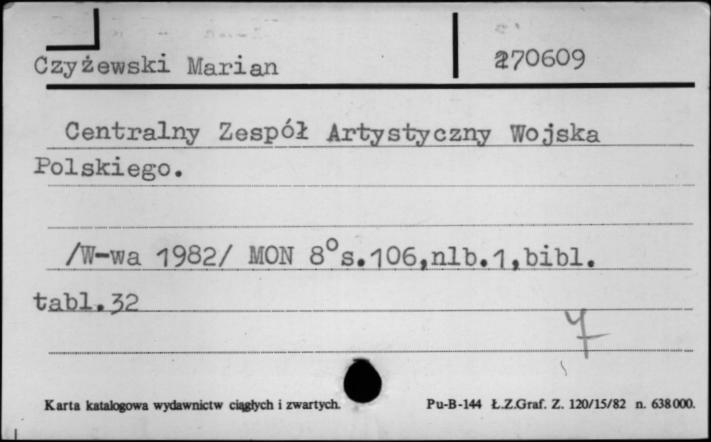 Czyżewski Marian 270609
Centralny Zespół Artystyczny Wojska
Polskiego.
/W-wa 1982/ MON 8°s.106,nlb.1,bibl.
tabl.32
Karta katalogowa wydawnictw ciągłych i zwartych. Pu-B-144 Ł.Z.Graf. Z. 120/15/82 n. 638000.